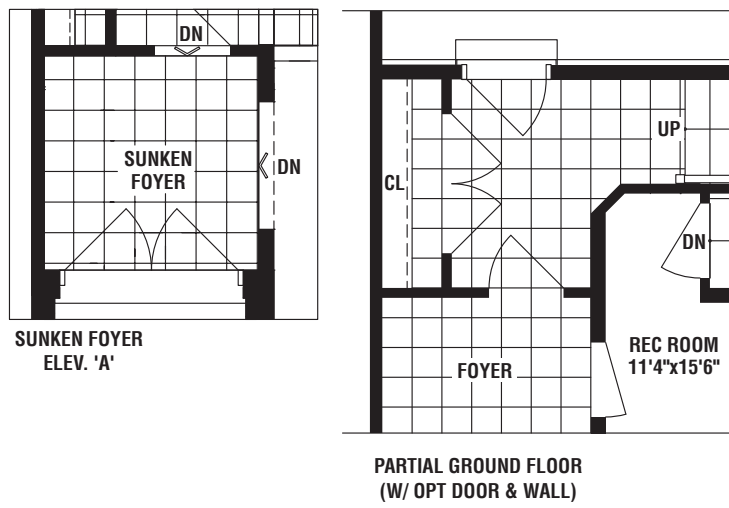 DN
SUNKEN
FOYER
DN
SUNKEN FOYER
ELEV. 'A'
UP
CL
DN
REC ROOM
11'4"x15'6"
FOYER
PARTIAL GROUND FLOOR
(W/ OPT DOOR & WALL)